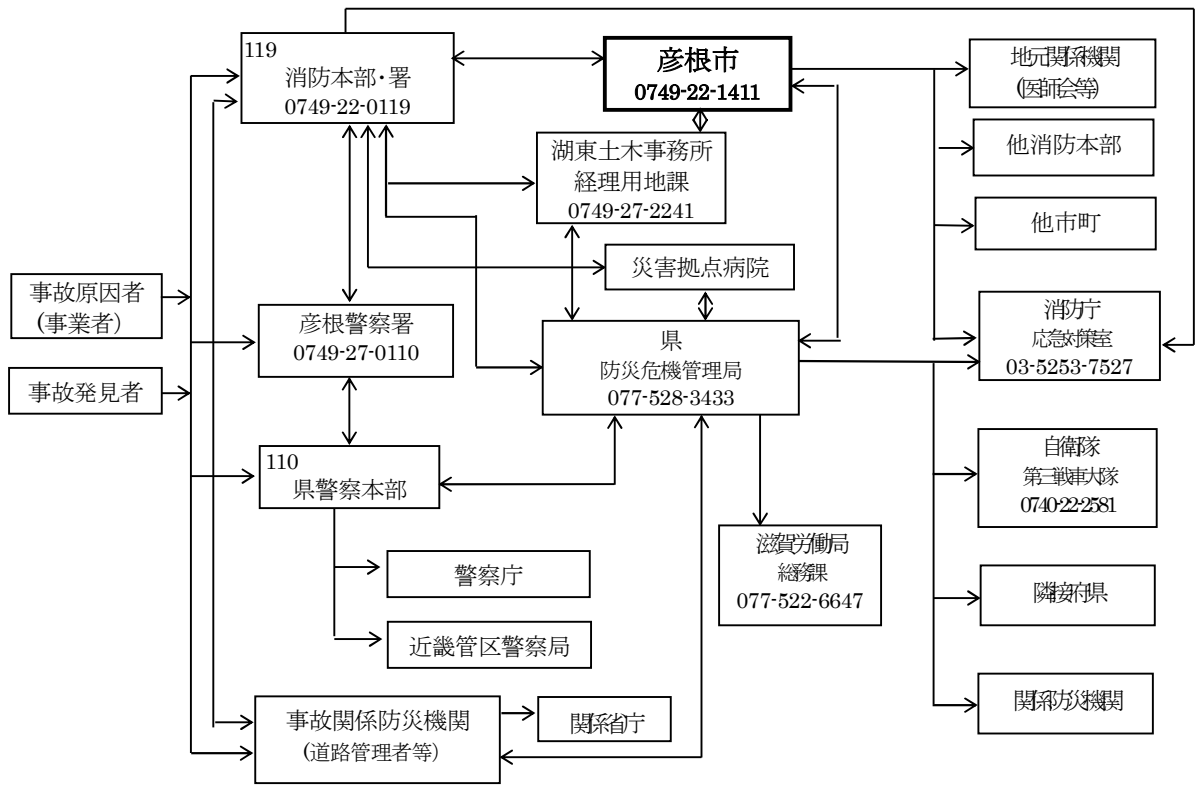 119
消防本部・署
0749-22-0119
彦根市
0749-22-1411
地元関係機関
(医師会等)
他消防本部
湖東土木事務所
経理用地課
0749-27-2241
他市町
災害拠点病院
事故原因者
(事業者)
彦根警察署
0749-27-0110
県
防災危機管理局
077-528-3433
消防庁
応急対策室
03-5253-7527
事故発見者
110
県警察本部
自衛隊
第三戦車大隊
0740-22-2581
滋賀労働局
総務課
077-522-6647
警察庁
隣接府県
近畿管区警察局
事故関係防災機関
(道路管理者等)
関係省庁
関係防災機関